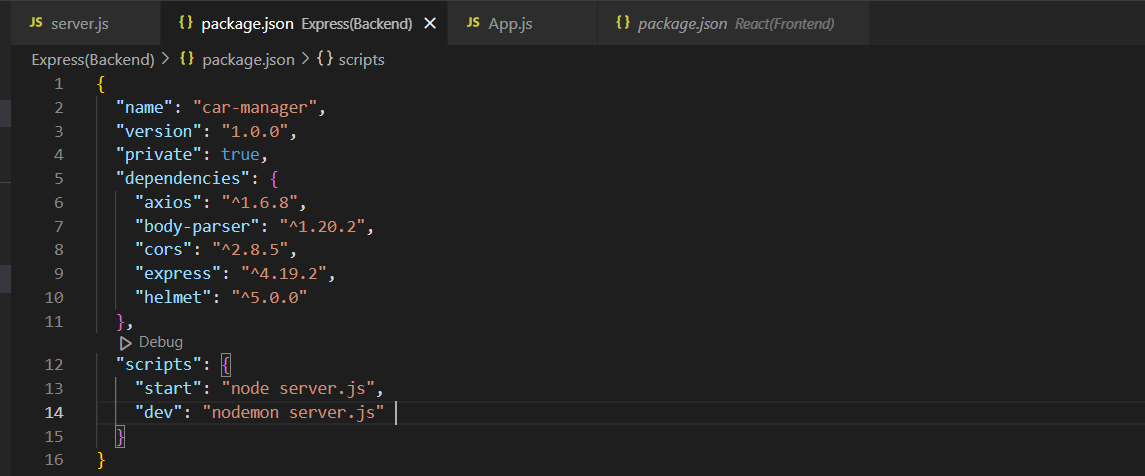 JS server.js {} package.json Express(Backend) × JS App.js {} package.json React(Frontend)
Express(Backend) > {} package.json > {} scripts
1 {
2 "name": "car-manager",
3 "version": "1.0.0",
4 "private": true,
5 "dependencies": {
6 "axios": "^1.6.8",
7 "body-parser": "^1.20.2",
8 "cors": "^2.8.5",
9 "express": "^4.19.2",
10 "helmet": "^5.0.0"
11 },
Debug
12 "scripts": {
13 "start": "node server.js",
14 "dev": "nodemon server.js"
15 }
16 }